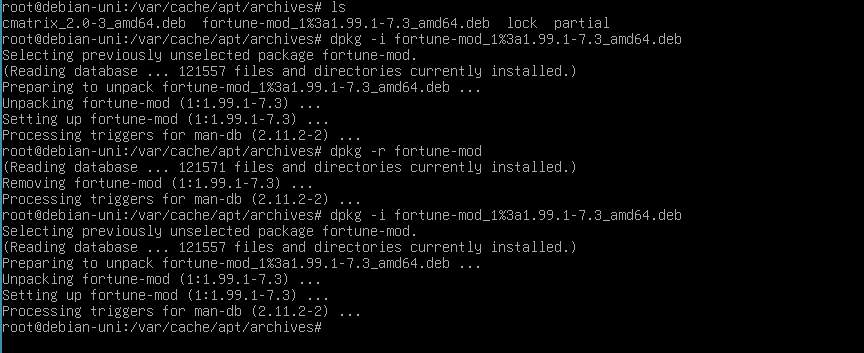 root@debian-uni:/var/cache/apt/archives# ls
cmatrix_2.0-3_amd64.deb  fortune-mod_1%3a1.99.1-7.3_amd64.deb  lock  partial
root@debian-uni:/var/cache/apt/archives# dpkg -i fortune-mod_1%3a1.99.1-7.3_amd64.deb
Selecting previously unselected package fortune-mod.
(Reading database ... 121557 files and directories currently installed.)
Preparing to unpack fortune-mod_1%3a1.99.1-7.3_amd64.deb ...
Unpacking fortune-mod (1:1.99.1-7.3) ...
Setting up fortune-mod (1:1.99.1-7.3) ...
Processing triggers for man-db (2.11.2-2) ...
root@debian-uni:/var/cache/apt/archives# dpkg -r fortune-mod
(Reading database ... 121571 files and directories currently installed.)
Removing fortune-mod (1:1.99.1-7.3) ...
Processing triggers for man-db (2.11.2-2) ...
root@debian-uni:/var/cache/apt/archives# dpkg -i fortune-mod_1%3a1.99.1-7.3_amd64.deb
Selecting previously unselected package fortune-mod.
(Reading database ... 121557 files and directories currently installed.)
Preparing to unpack fortune-mod_1%3a1.99.1-7.3_amd64.deb ...
Unpacking fortune-mod (1:1.99.1-7.3) ...
Setting up fortune-mod (1:1.99.1-7.3) ...
Processing triggers for man-db (2.11.2-2) ...
root@debian-uni:/var/cache/apt/archives#